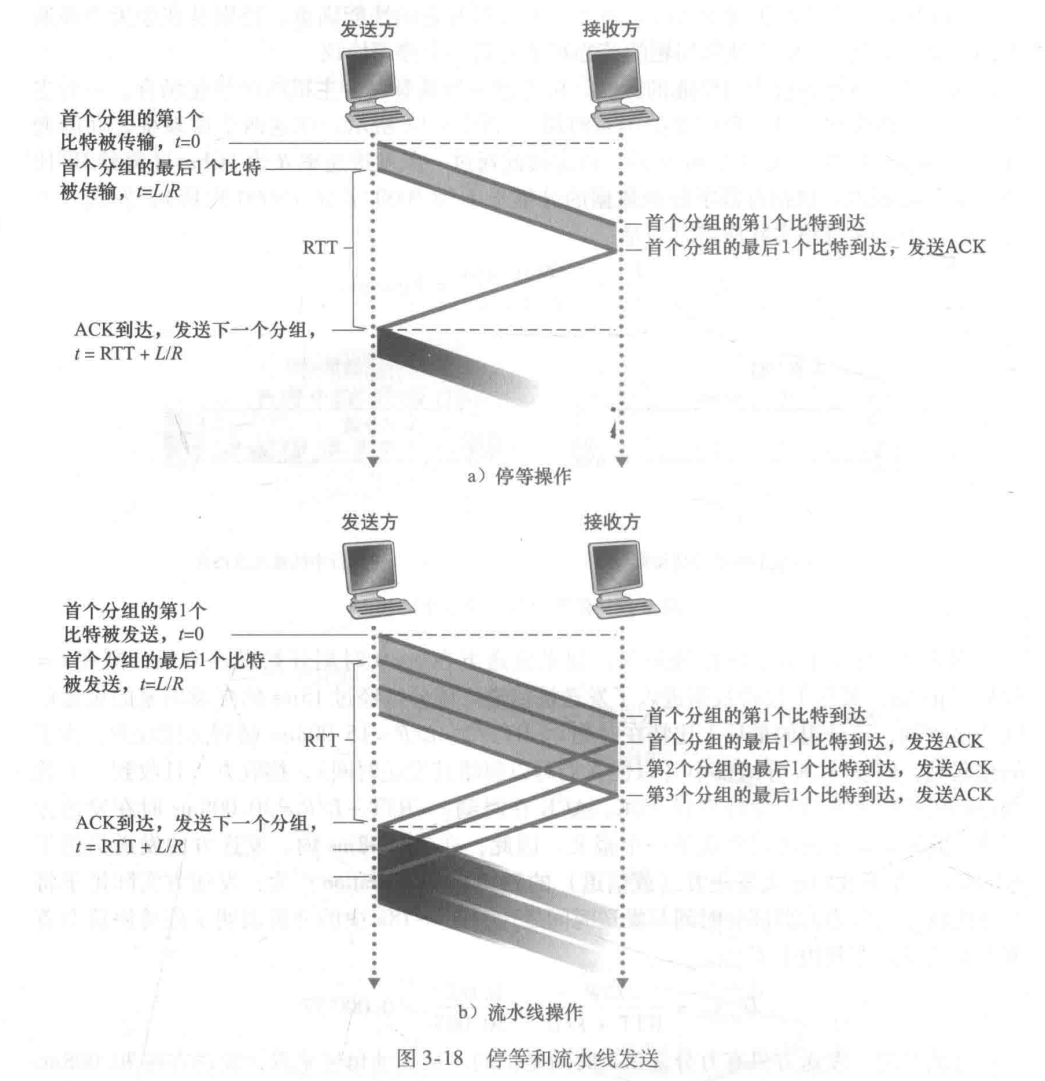 发送方 接收方
首个分组的第1个
比特被传输，t=0
首个分组的最后1个比特
被传输，t=L/R
首个分组的第1个比特到达
首个分组的最后1个比特到达，发送ACK
RTT
ACK到达，发送下一个分组，
t = RTT + L/R
a）停等操作
发送方 接收方
首个分组的第1个
比特被发送，t=0
首个分组的最后1个比特
被发送，t=L/R
首个分组的第1个比特到达
首个分组的最后1个比特到达，发送ACK
第2个分组的最后1个比特到达，发送ACK
第3个分组的最后1个比特到达，发送ACK
RTT
ACK到达，发送下一个分组，
t = RTT + L/R
b）流水线操作
图 3-18 停等和流水线发送